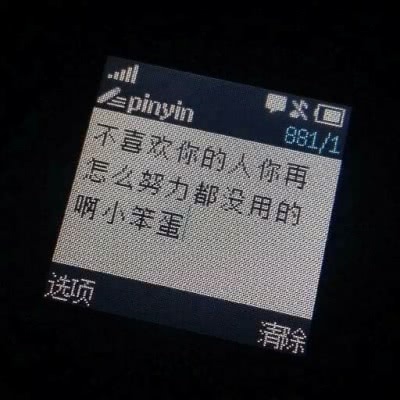 pinyin
881/1
不喜欢你的人你再
怎么努力都没用的
啊小笨蛋
选项
清除